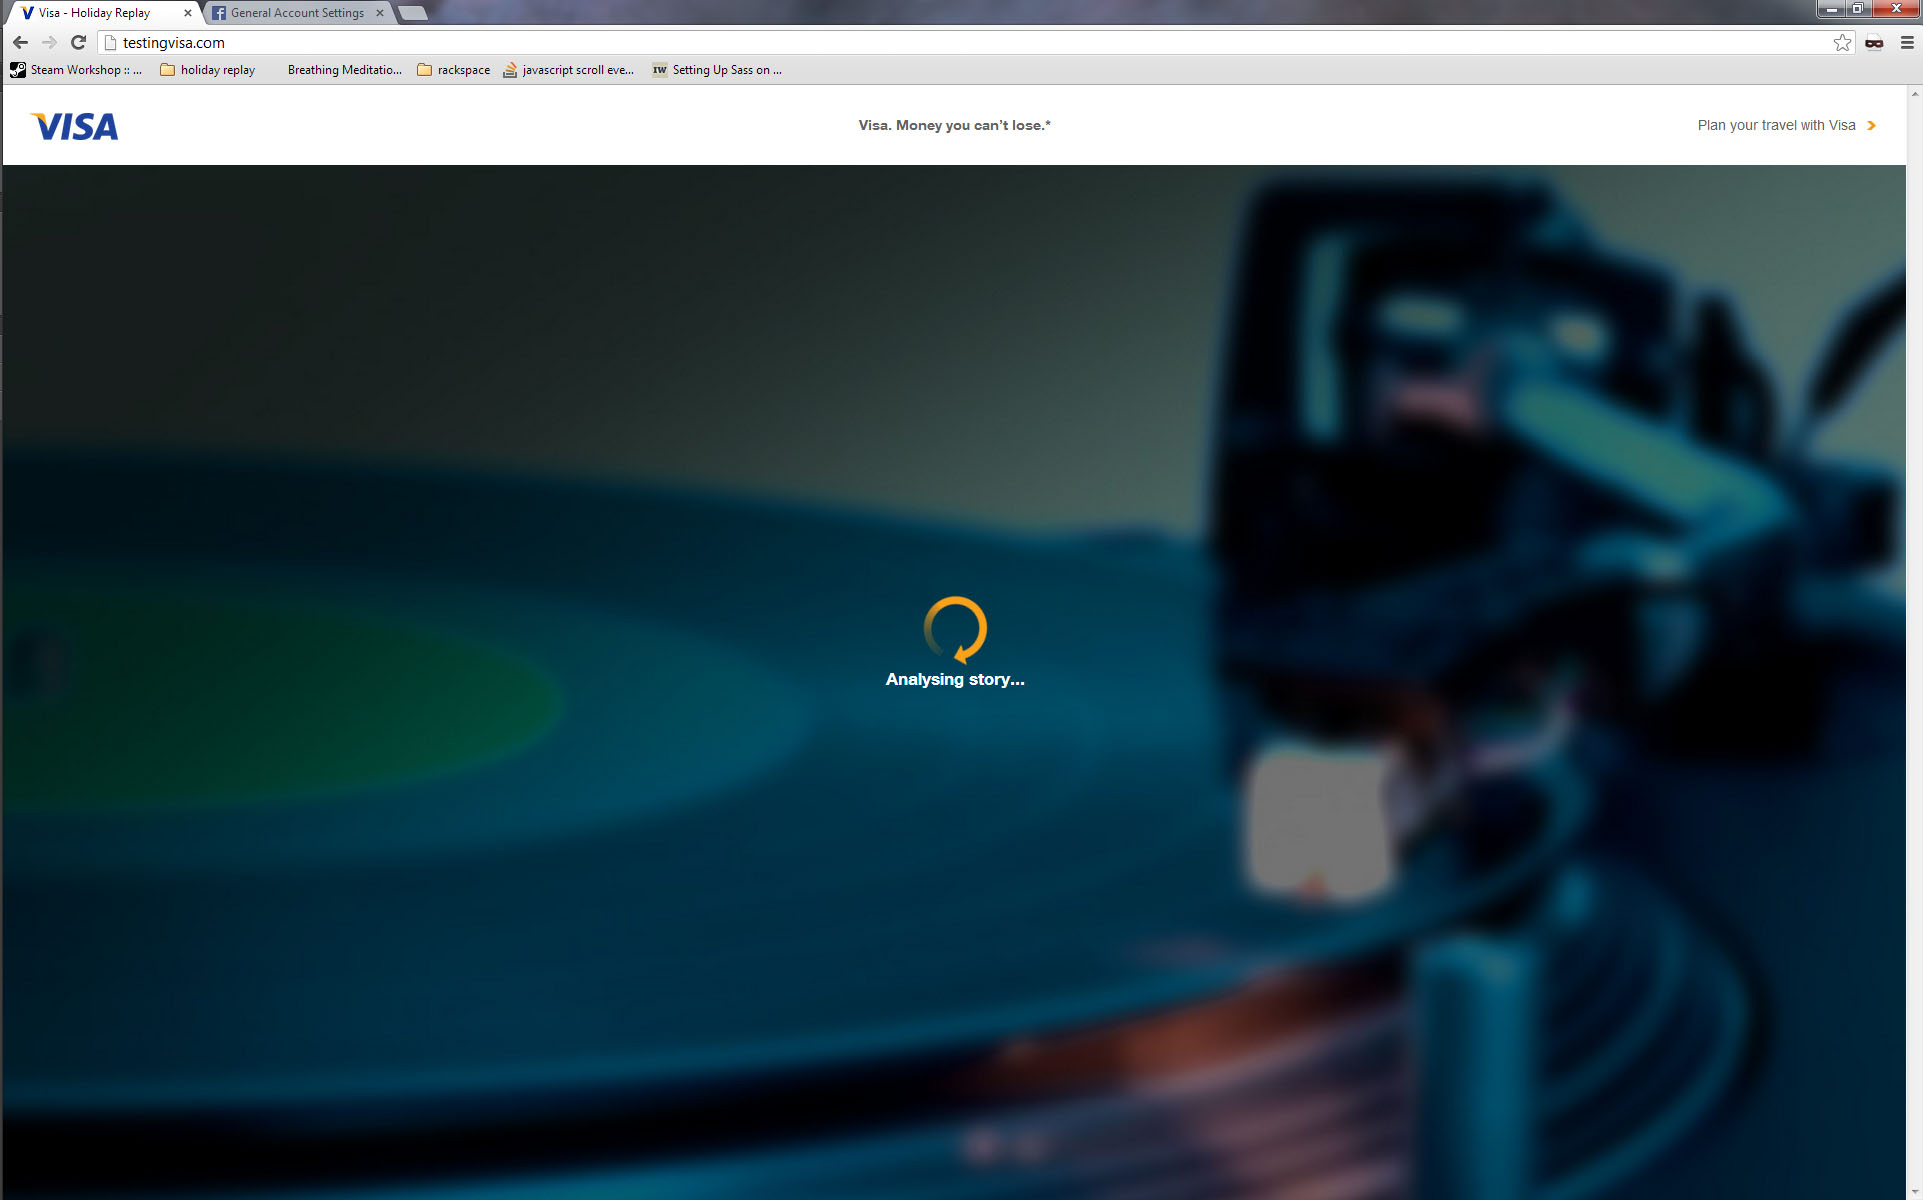 Visa - Holiday Replay
General Account Settings
testingvisa.com
Steam Workshop :: ...
holiday replay
Breathing Meditatio...
rackspace
javascript scroll eve...
IW
Setting Up Sass on ...
VISA
Visa. Money you can't lose.*
Plan your travel with Visa
Analysing story...